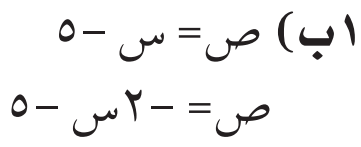 ١ب) ص = س − ٥
ص = −٢س − ٥